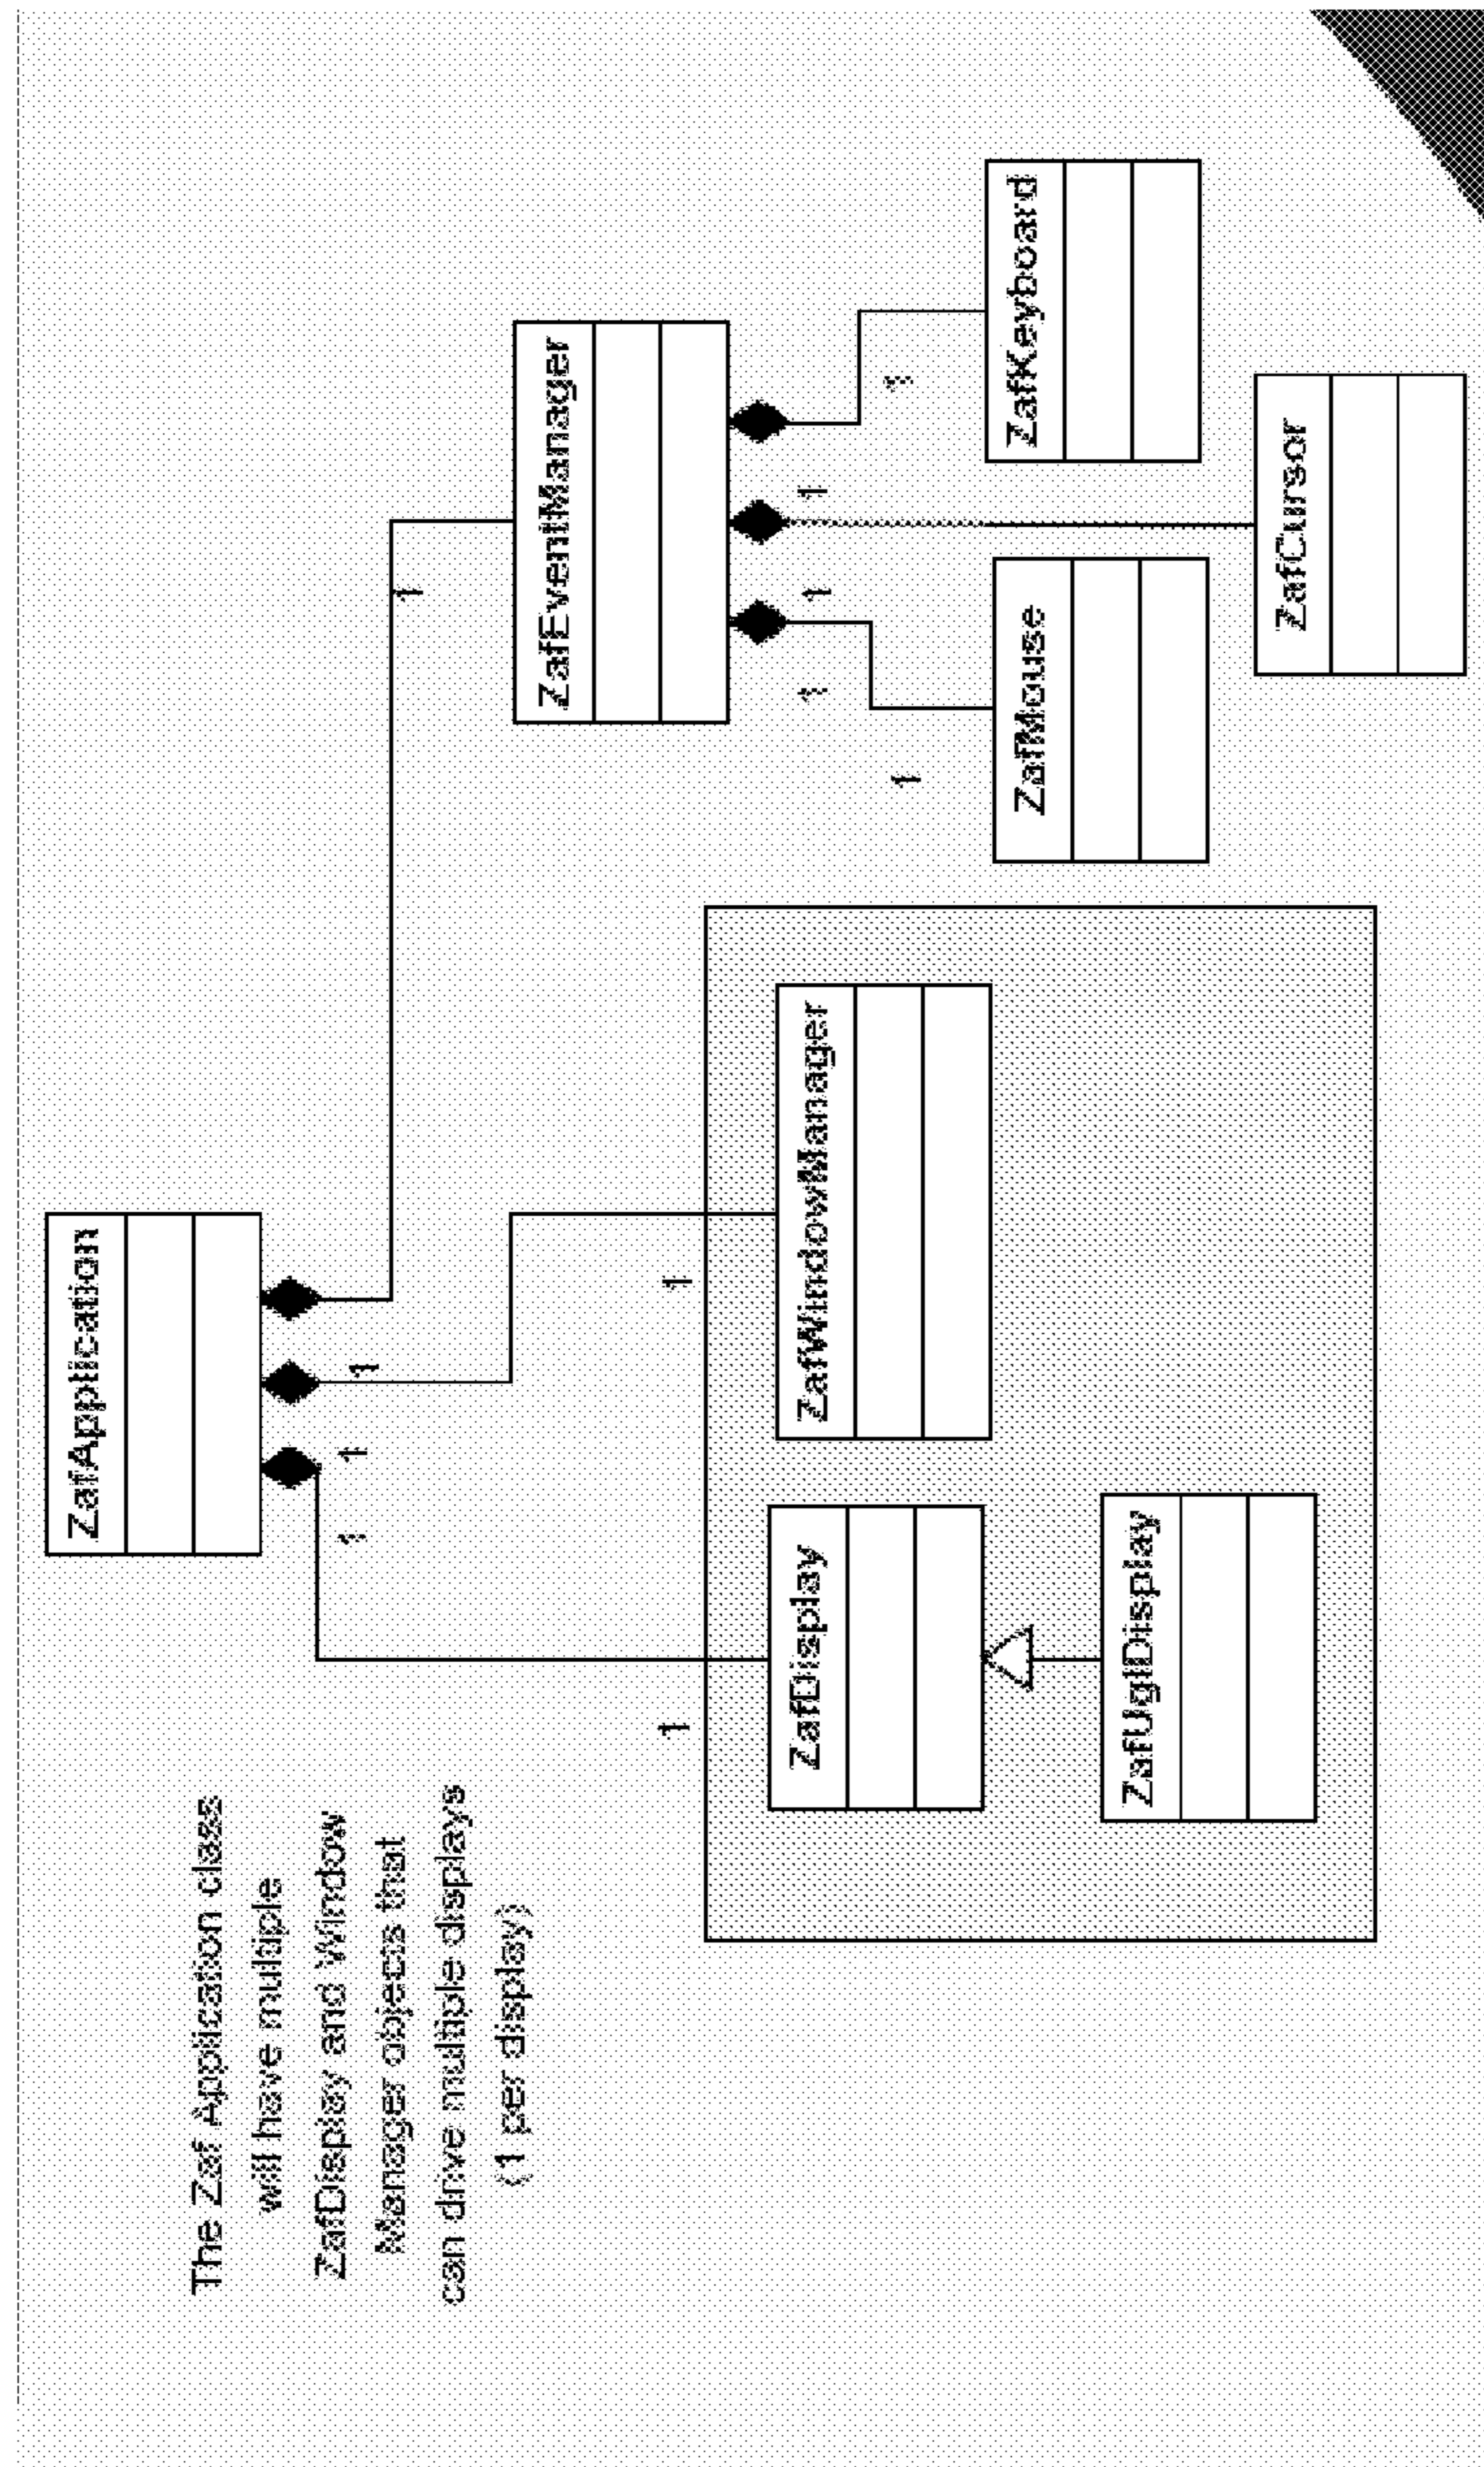 The Zaf Application class
will have multiple
ZafDisplay and Window
Manager objects that
can drive multiple displays
(1 per display)
ZafApplication
1
1
1
1
1
1
ZafEventManager
1
1
1
1
1
ZafDisplay
ZafWindowManager
ZafUglDisplay
ZafMouse
ZafKeyboard
ZafCursor